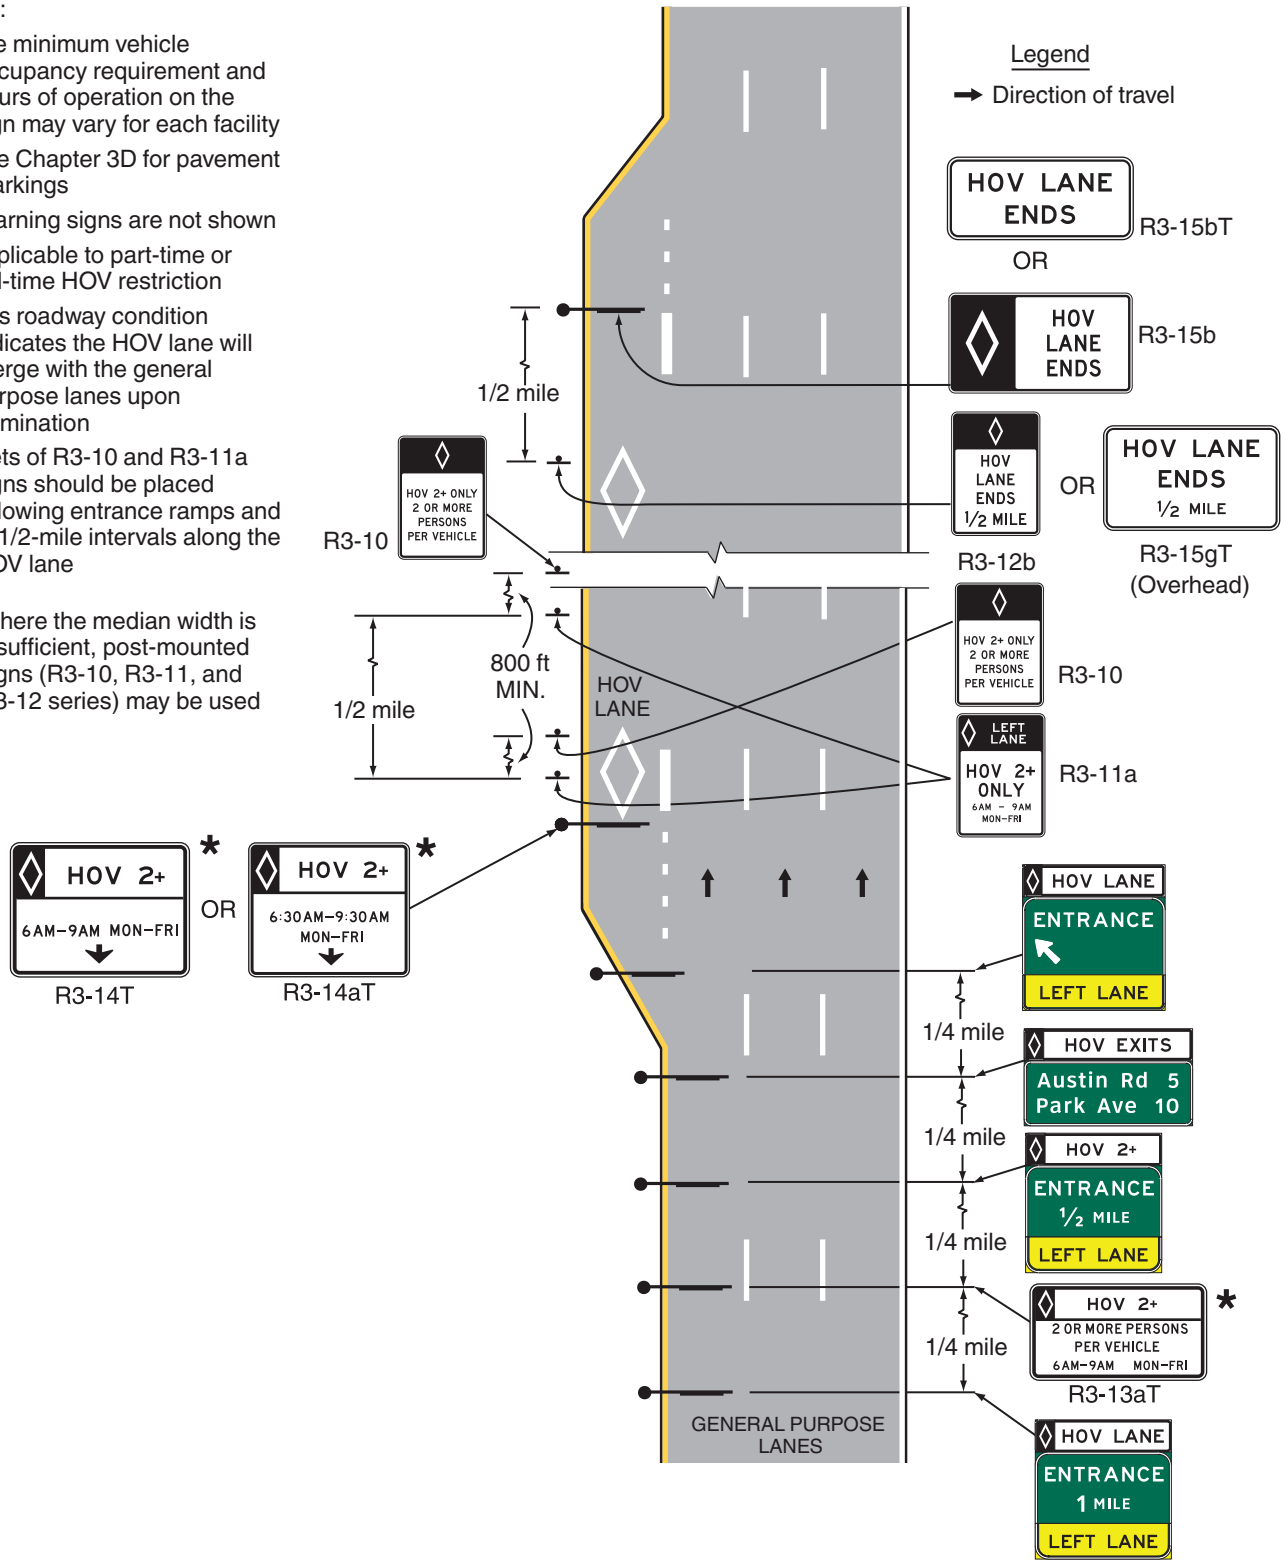 :
e minimum vehicle
cupancy requirement and
urs of operation on the
gn may vary for each facility
e Chapter 3D for pavement
arkings
arning signs are not shown
plicable to part-time or
l-time HOV restriction
is roadway condition
dicates the HOV lane will
erge with the general
rpose lanes upon
mination
ets of R3-10 and R3-11a
gns should be placed
lowing entrance ramps and
1/2-mile intervals along the
OV lane
here the median width is
sufficient, post-mounted
gns (R3-10, R3-11, and
3-12 series) may be used
Legend
Direction of travel
HOV LANE
ENDS
R3-15bT
OR
HOV
LANE
ENDS
R3-15b
1/2 mile
HOV
LANE
ENDS
1/2 MILE
R3-12b
OR
HOV LANE
ENDS
1/2 MILE
R3-15gT
(Overhead)
HOV 2+ ONLY
2 OR MORE
PERSONS
PER VEHICLE
R3-10
HOV 2+ ONLY
2 OR MORE
PERSONS
PER VEHICLE
R3-10
800 ft
MIN.
1/2 mile
HOV
LANE
LEFT
LANE
HOV 2+
ONLY
6AM – 9AM
MON-FRI
R3-11a
HOV 2+
*
6AM–9AM MON–FRI
R3-14T
OR
HOV 2+
*
6:30AM–9:30AM
MON-FRI
R3-14aT
HOV LANE
ENTRANCE
LEFT LANE
1/4 mile
HOV EXITS
Austin Rd 5
Park Ave 10
1/4 mile
HOV 2+
ENTRANCE
1/2 MILE
LEFT LANE
1/4 mile
HOV 2+
*
2 OR MORE PERSONS
PER VEHICLE
6AM–9AM MON-FRI
R3-13aT
1/4 mile
HOV LANE
ENTRANCE
1 MILE
LEFT LANE
GENERAL PURPOSE
LANES